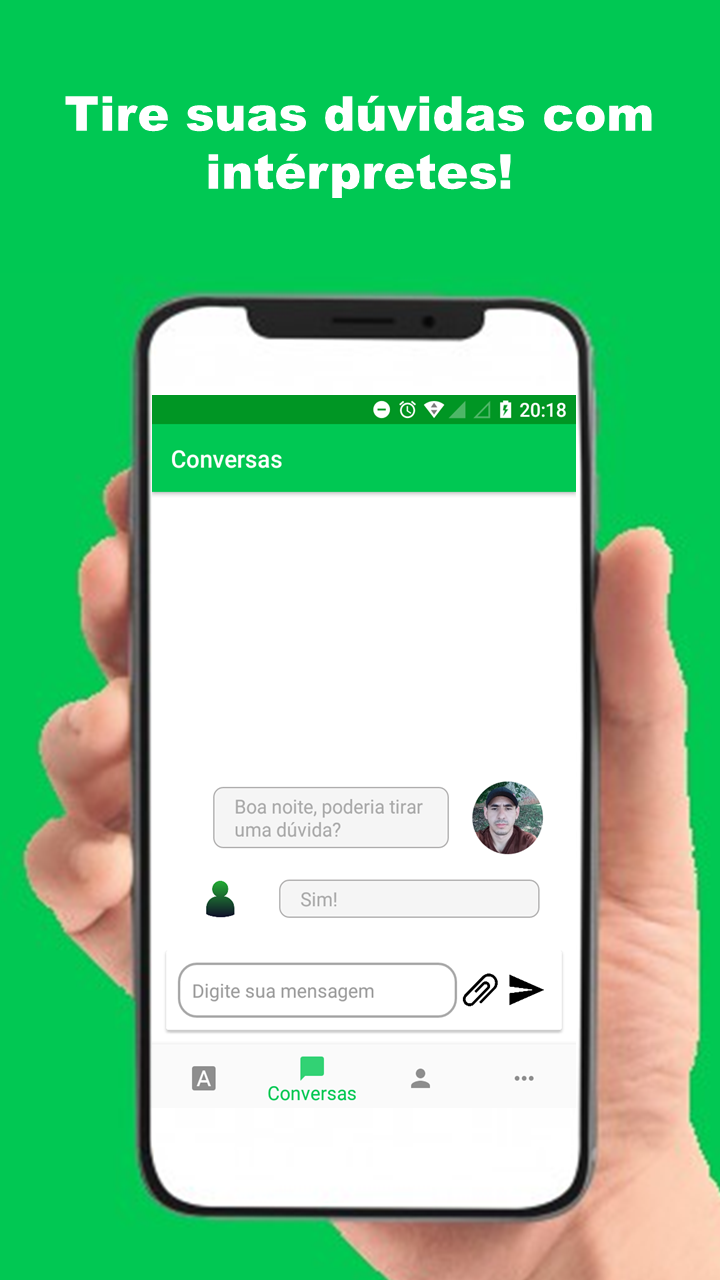 Tire suas dúvidas com
intérpretes!
20:18
Conversas
Boa noite, poderia tirar
uma dúvida?
Sim!
Digite sua mensagem
A
Conversas